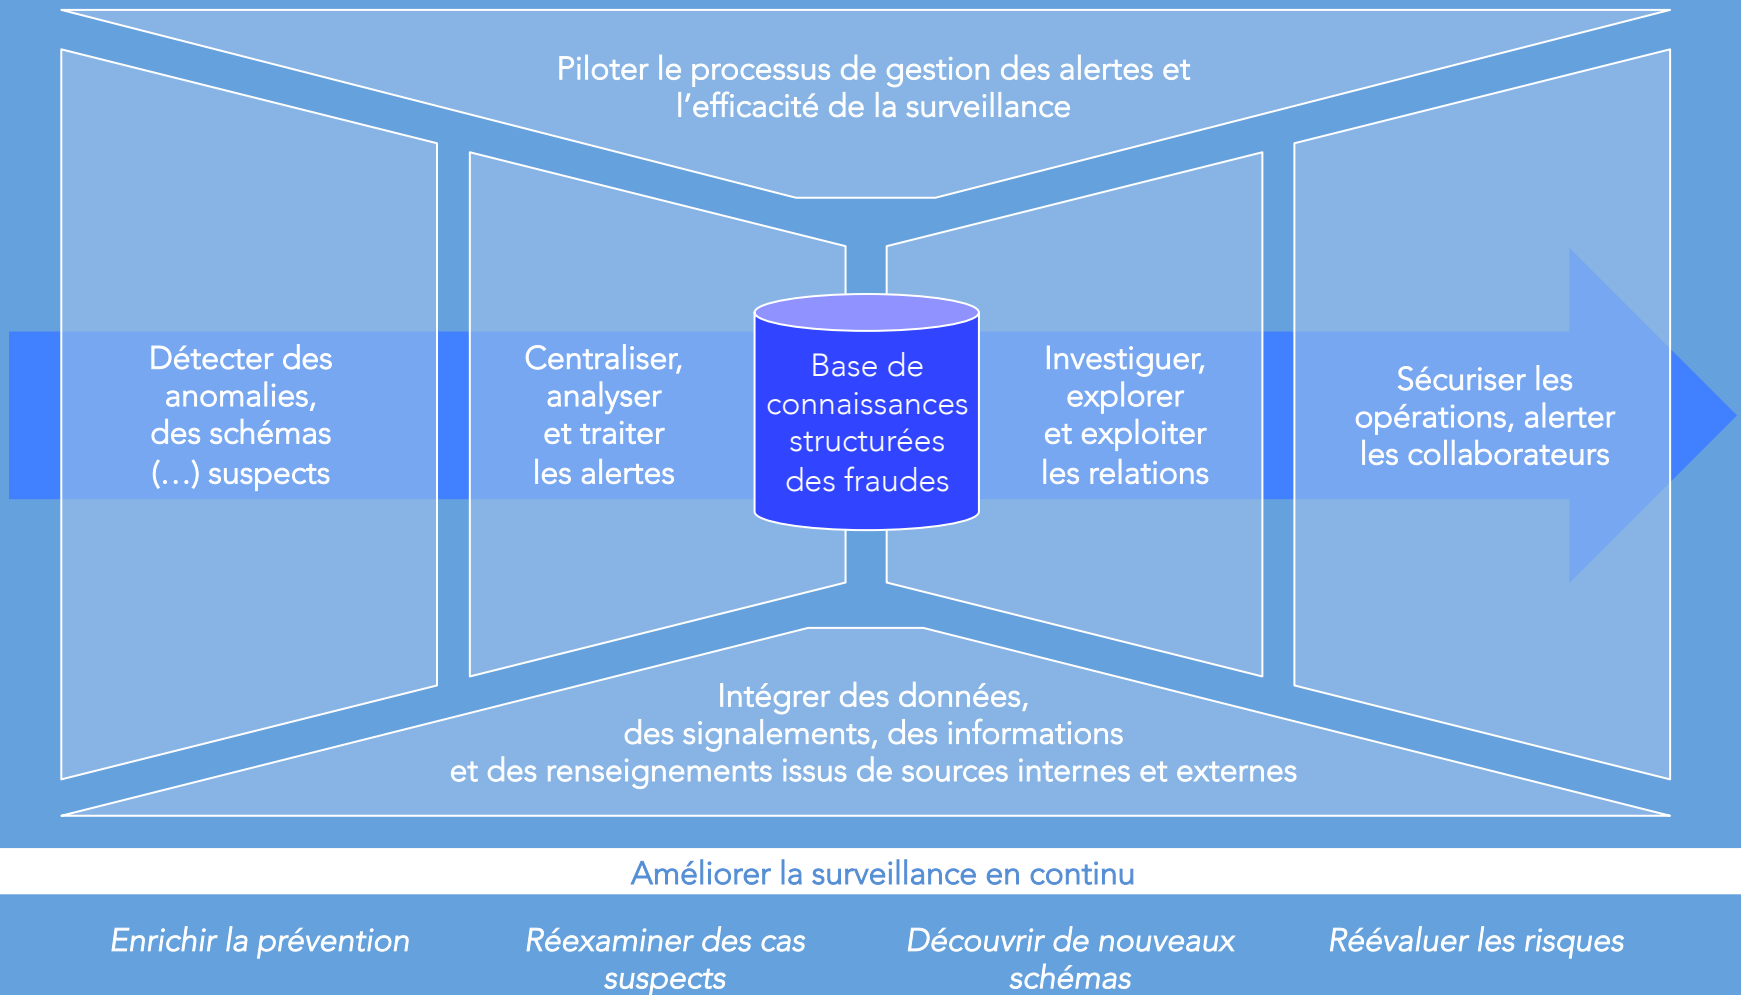 Piloter le processus de gestion des alertes et
l’efficacité de la surveillance
Détecter des
anomalies,
des schémas
(…) suspects
Centraliser,
analyser
et traiter
les alertes
Base de
connaissances
structurées
des fraudes
Investiguer,
explorer
et exploiter
les relations
Sécuriser les
opérations, alerter
les collaborateurs
Intégrer des données,
des signalements, des informations
et des renseignements issus de sources internes et externes
Améliorer la surveillance en continu
Enrichir la prévention
Réexaminer des cas
suspects
Découvrir de nouveaux
schémas
Réévaluer les risques